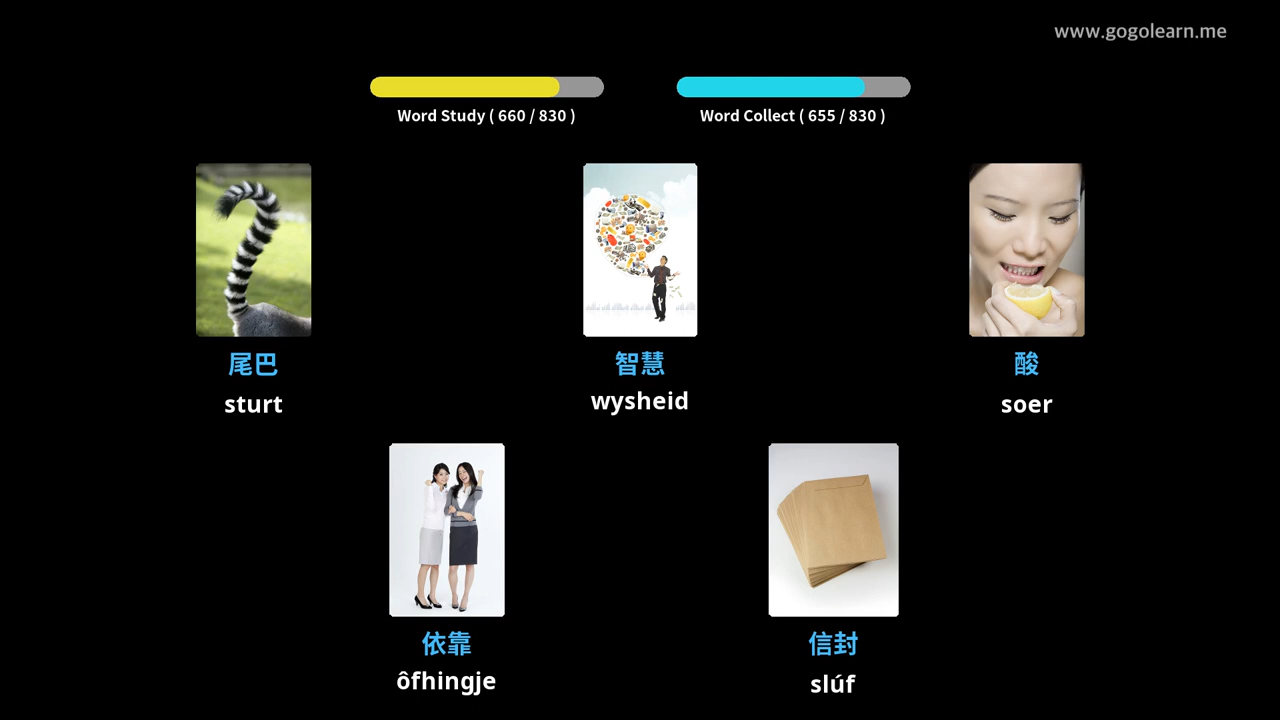 www.gogolearn.me
Word Study ( 660 / 830 )
Word Collect ( 655 / 830 )
尾巴
智慧
酸
sturt
wysheid
soer
依靠
信封
ôfhingje
slúf